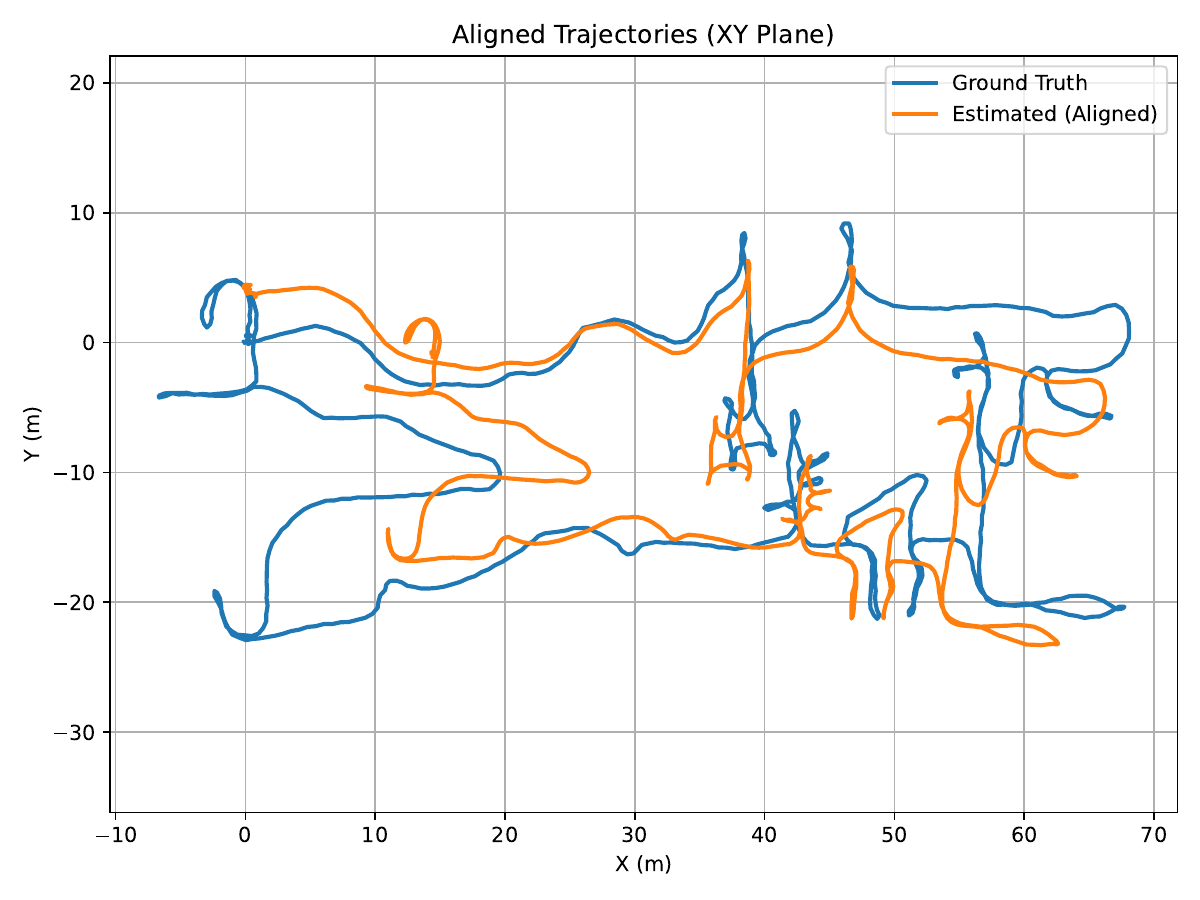 Aligned Trajectories (XY Plane)
Ground Truth
Estimated (Aligned)
20
10
0
−10
−20
−30
Y (m)
−10 0 10 20 30 40 50 60 70
X (m)